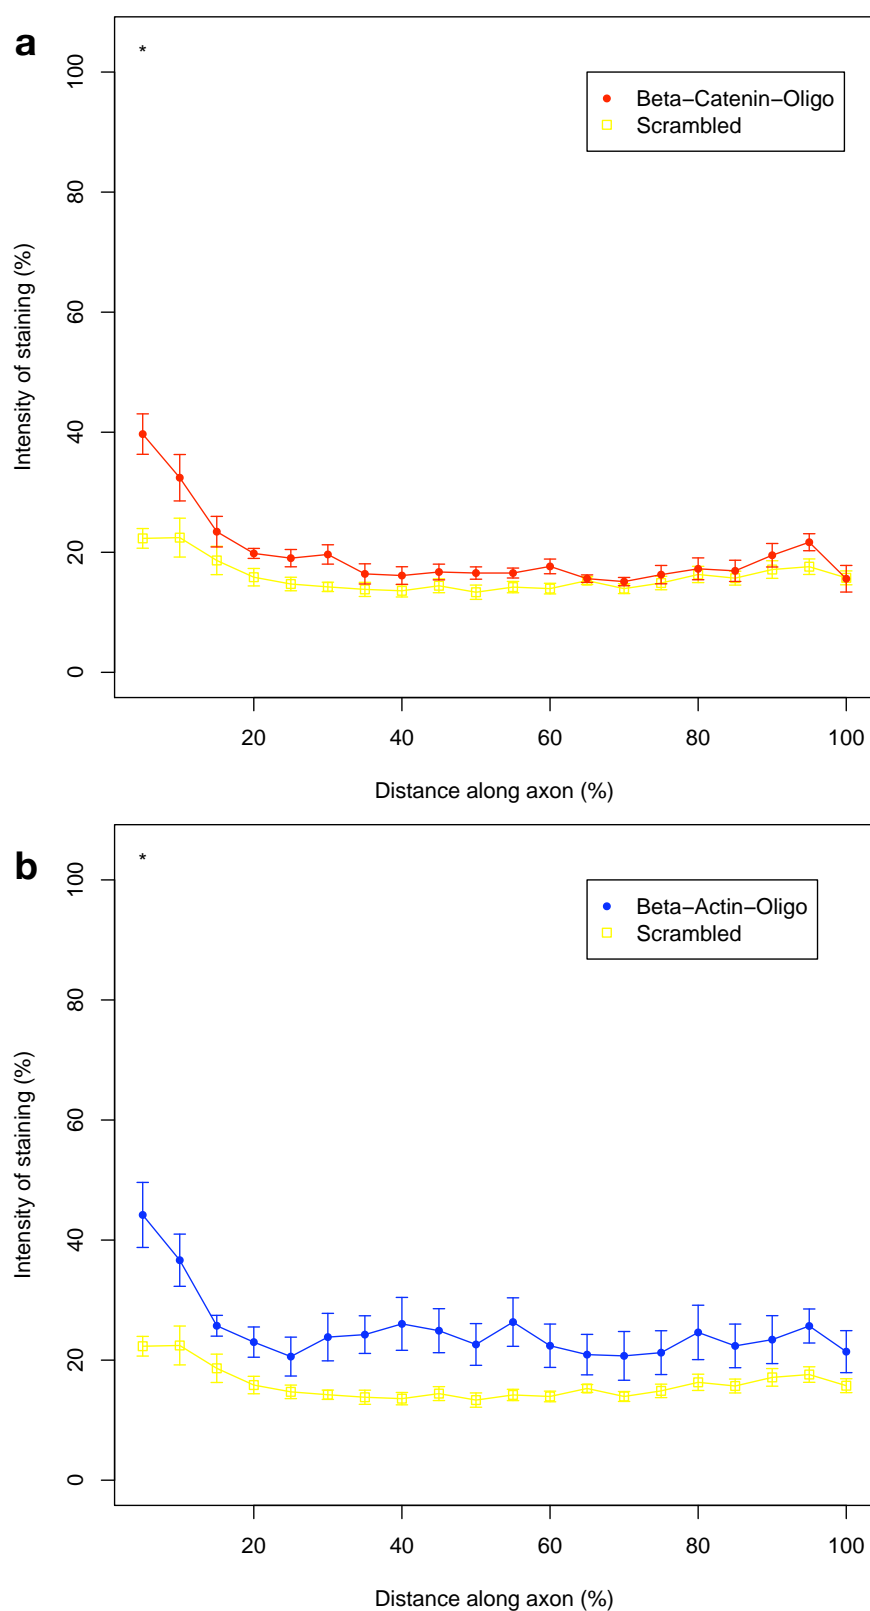 a
*
Beta−Catenin−Oligo
Scrambled
Intensity of staining (%)
100
80
60
40
20
0
20 40 60 80 100
Distance along axon (%)
b
*
Beta−Actin−Oligo
Scrambled
Intensity of staining (%)
100
80
60
40
20
0
20 40 60 80 100
Distance along axon (%)